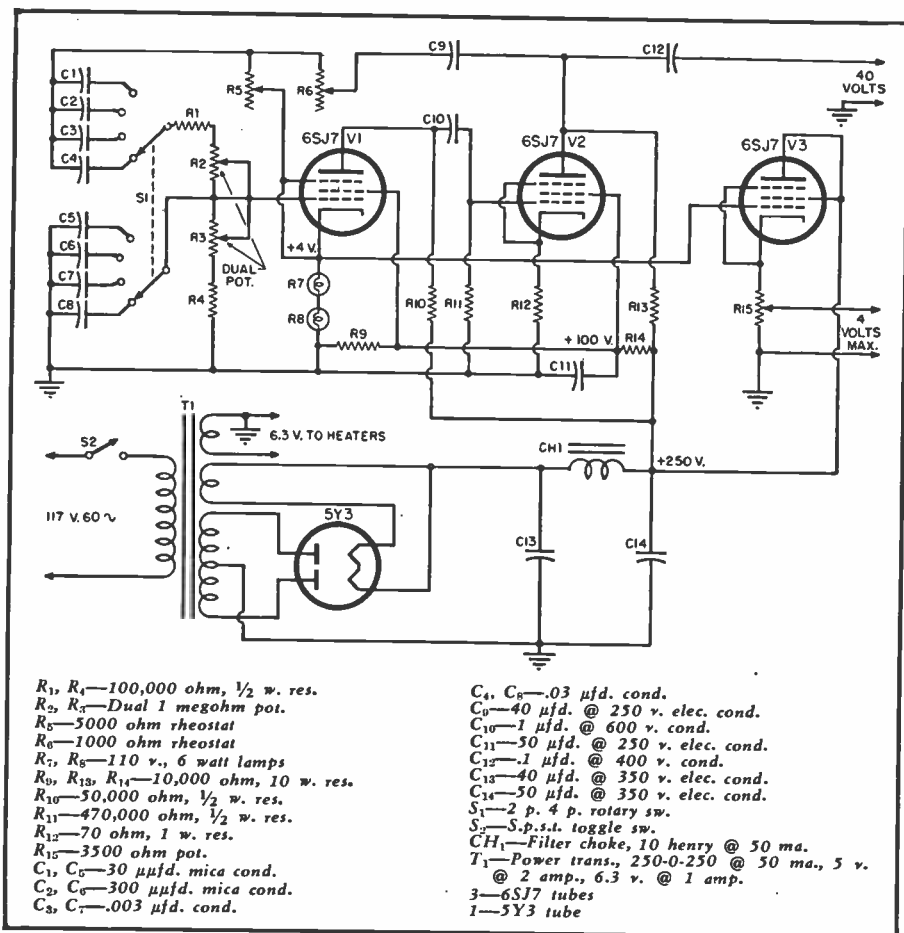 C1
C2
C3
C4
S1
C5
C6
C7
C8
R1
R2
R3
DUAL POT.
R4
R5
R6
C9
C10
6SJ7 V1
+4 V.
R7
R8
R9
R10
R11
6SJ7 V2
R12
C11
+100 V.
R13
R14
C12
40 VOLTS
6SJ7 V3
R15
4 VOLTS MAX.
T1
S2
117 V. 60 ~
6.3 V. TO HEATERS
5Y3
CH1
+250 V.
C13
C14
R₁, R₄—100,000 ohm, ½ w. res.
R₂, R₃—Dual 1 megohm pot.
R₅—5000 ohm rheostat
R₆—1000 ohm rheostat
R₇, R₈—110 v., 6 watt lamps
R₉, R₁₃, R₁₄—10,000 ohm, 10 w. res.
R₁₀—50,000 ohm, ½ w. res.
R₁₁—470,000 ohm, ½ w. res.
R₁₂—70 ohm, 1 w. res.
R₁₅—3500 ohm pot.
C₁, C₅—30 μμfd. mica cond.
C₂, C₆—300 μμfd. mica cond.
C₃, C₇—.003 μfd. cond.
C₄, C₈—.03 μfd. cond.
C₉—40 μfd. @ 250 v. elec. cond.
C₁₀—1 μfd. @ 600 v. cond.
C₁₁—50 μfd. @ 250 v. elec. cond.
C₁₂—.1 μfd. @ 400 v. cond.
C₁₃—40 μfd. @ 350 v. elec. cond.
C₁₄—50 μfd. @ 350 v. elec. cond.
S₁—2 p. 4 p. rotary sw.
S₂—S.p.s.t. toggle sw.
CH₁—Filter choke, 10 henry @ 50 ma.
T₁—Power trans., 250-0-250 @ 50 ma., 5 v.
@ 2 amp., 6.3 v. @ 1 amp.
3—6SJ7 tubes
1—5Y3 tube